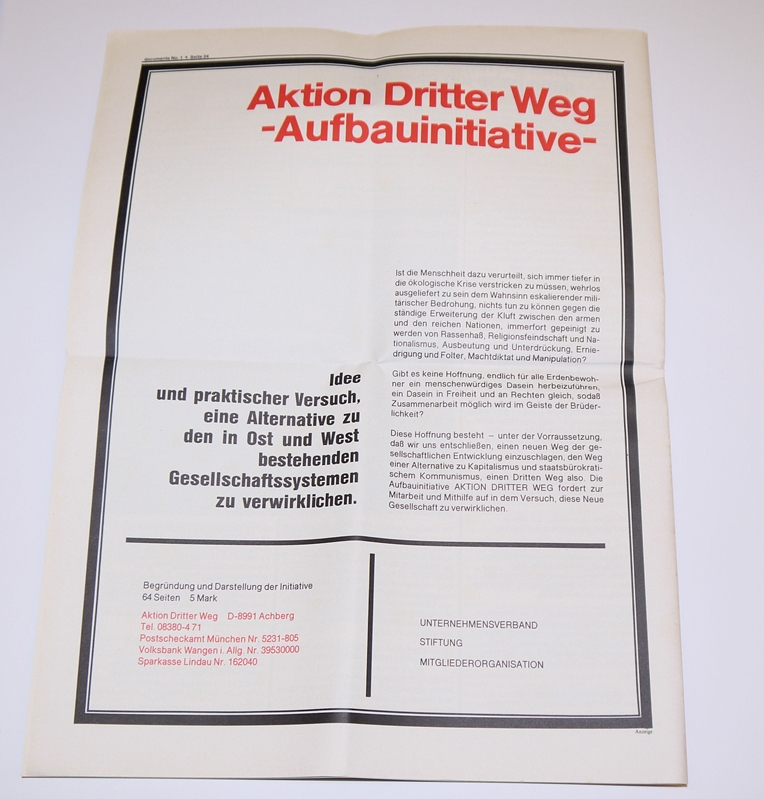 Dokumente No. 1 • Seite 24
Aktion Dritter Weg
-Aufbauinitiative-
Ist die Menschheit dazu verurteilt, sich immer tiefer in
die ökologische Krise verstricken zu müssen, wehrlos
ausgeliefert zu sein dem Wahnsinn eskalierender mili-
tärischer Bedrohung, nichts tun zu können gegen die
ständige Erweiterung der Kluft zwischen den armen
und den reichen Nationen, immerfort gepeinigt zu
werden von Rassenhaß, Religionsfeindschaft und Na-
tionalismus, Ausbeutung und Unterdrückung, Ernie-
drigung und Folter, Machtdiktat und Manipulation?
Gibt es keine Hoffnung, endlich für alle Erdenbewoh-
ner ein menschenwürdiges Dasein herbeizuführen,
ein Dasein in Freiheit und an Rechten gleich, sodaß
Zusammenarbeit möglich wird im Geiste der Brüder-
lichkeit?
Diese Hoffnung besteht – unter der Vorraussetzung,
daß wir uns entschließen, einen neuen Weg der ge-
sellschaftlichen Entwicklung einzuschlagen, den Weg
einer Alternative zu Kapitalismus und staatsbürokrati-
schem Kommunismus, einen Dritten Weg also. Die
Aufbauinitiative AKTION DRITTER WEG fordert zur
Mitarbeit und Mithilfe auf in dem Versuch, diese Neue
Gesellschaft zu verwirklichen.
Idee
und praktischer Versuch,
eine Alternative zu
den in Ost und West
bestehenden
Gesellschaftssystemen
zu verwirklichen.
Begründung und Darstellung der Initiative
64 Seiten 5 Mark
Aktion Dritter Weg D-8991 Achberg
Tel. 08380-4 71
Postscheckamt München Nr. 5231-805
Volksbank Wangen i. Allg. Nr. 39530000
Sparkasse Lindau Nr. 162040
UNTERNEHMENSVERBAND
STIFTUNG
MITGLIEDERORGANISATION
Anzeige